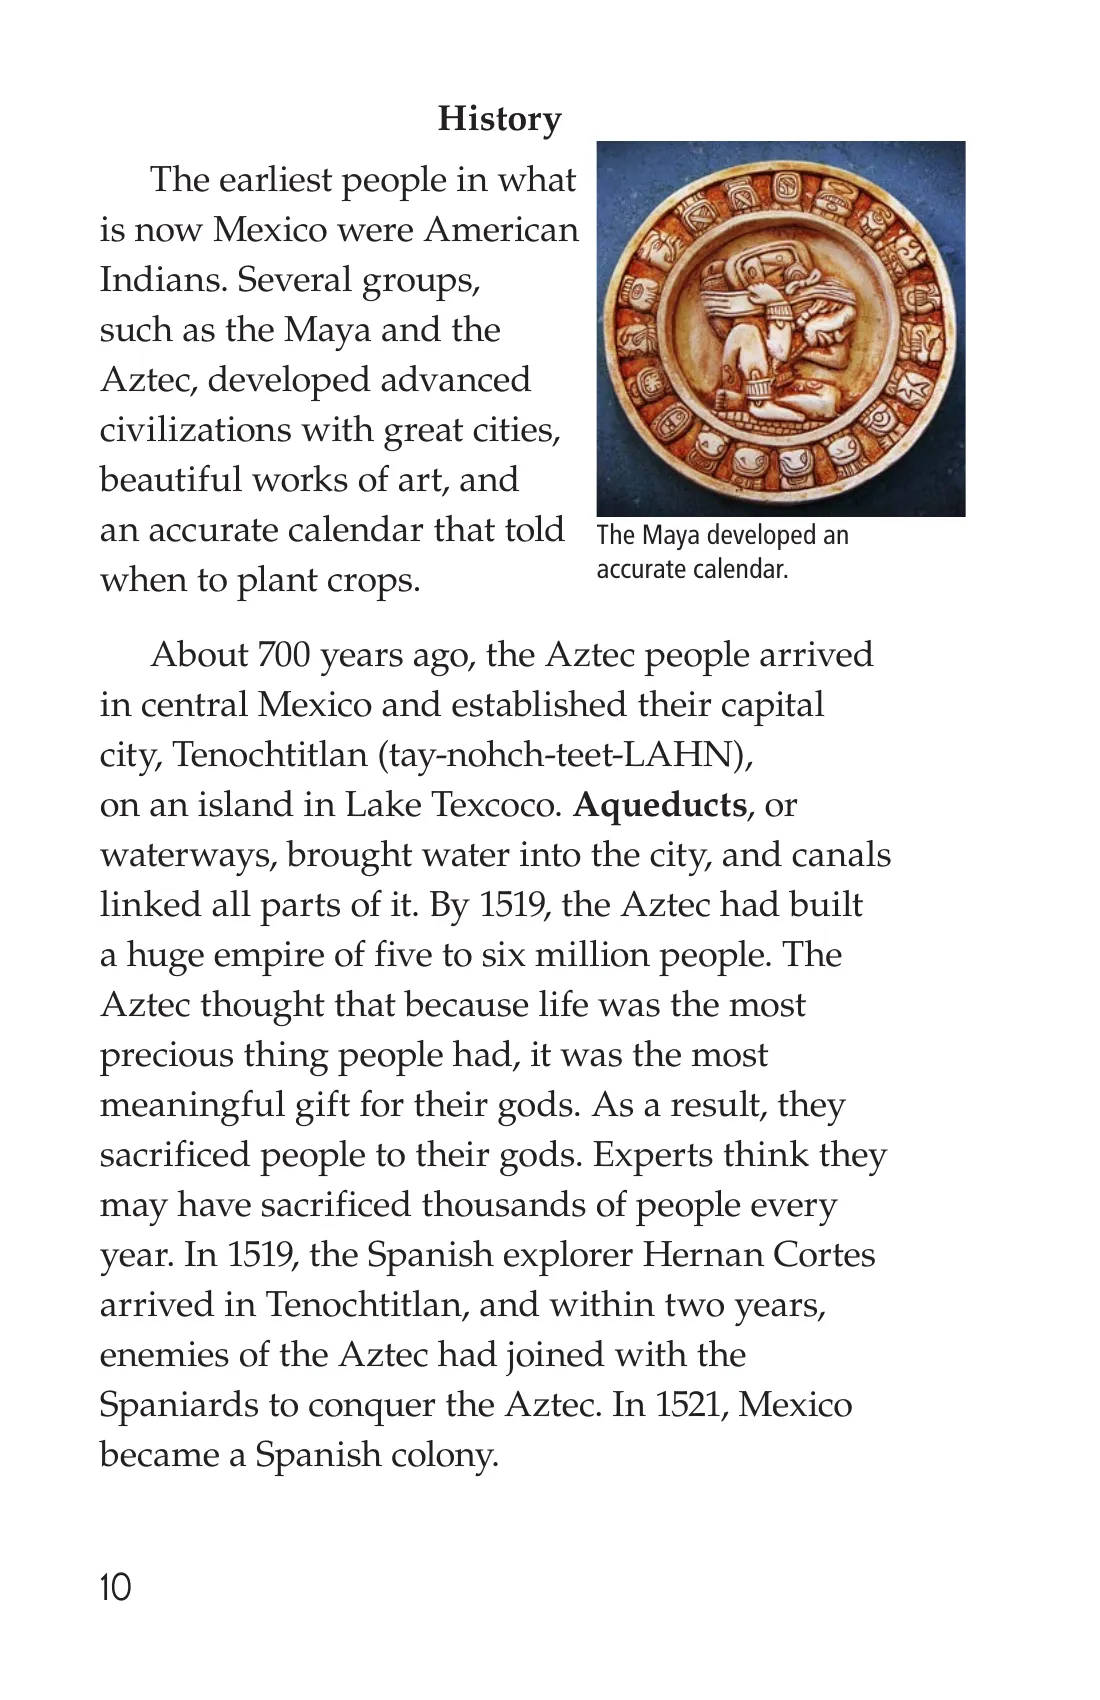 History
The earliest people in what
is now Mexico were American
Indians. Several groups,
such as the Maya and the
Aztec, developed advanced
civilizations with great cities,
beautiful works of art, and
an accurate calendar that told
when to plant crops.
The Maya developed an
accurate calendar.
About 700 years ago, the Aztec people arrived
in central Mexico and established their capital
city, Tenochtitlan (tay-nohch-teet-LAHN),
on an island in Lake Texcoco. Aqueducts, or
waterways, brought water into the city, and canals
linked all parts of it. By 1519, the Aztec had built
a huge empire of five to six million people. The
Aztec thought that because life was the most
precious thing people had, it was the most
meaningful gift for their gods. As a result, they
sacrificed people to their gods. Experts think they
may have sacrificed thousands of people every
year. In 1519, the Spanish explorer Hernan Cortes
arrived in Tenochtitlan, and within two years,
enemies of the Aztec had joined with the
Spaniards to conquer the Aztec. In 1521, Mexico
became a Spanish colony.
10